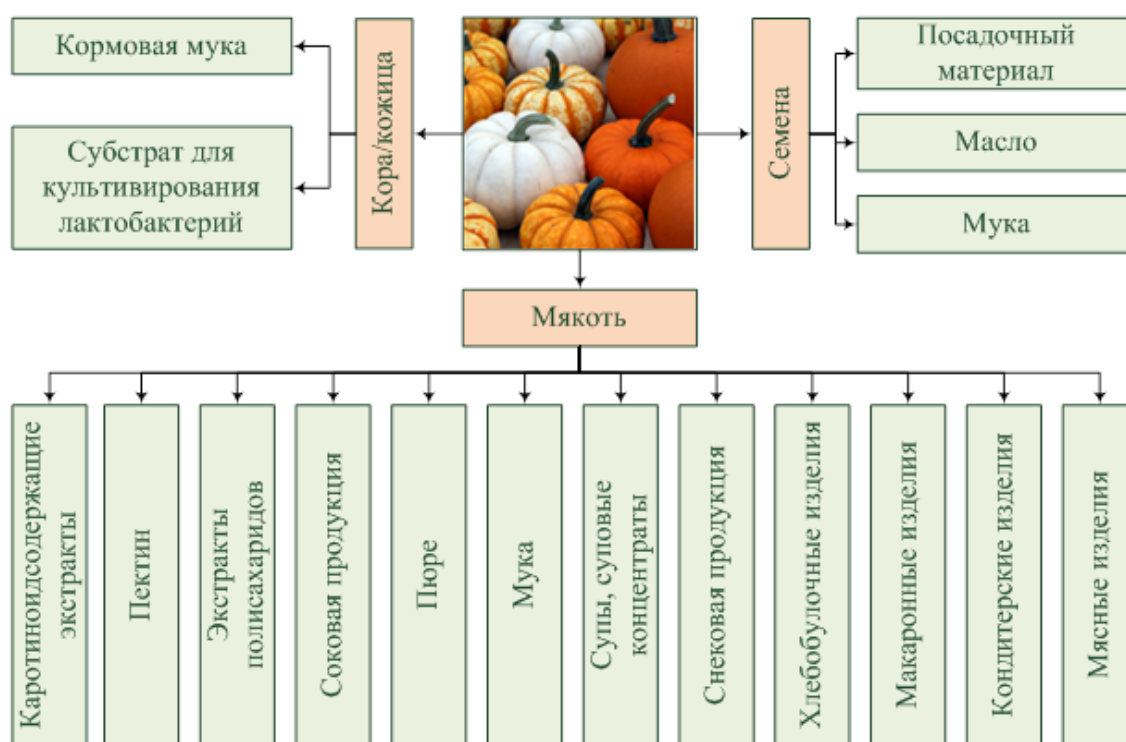 Кормовая мука
Субстрат для
культивирования
лактобактерий
Кора/кожица
Семена
Посадочный
материал
Масло
Мука
Мякоть
Каротиноидсодержащие
экстракты
Пектин
Экстракты
полисахаридов
Соковая продукция
Пюре
Мука
Супы, суповые
концентраты
Снековая продукция
Хлебобулочные изделия
Макаронные изделия
Кондитерские изделия
Мясные изделия